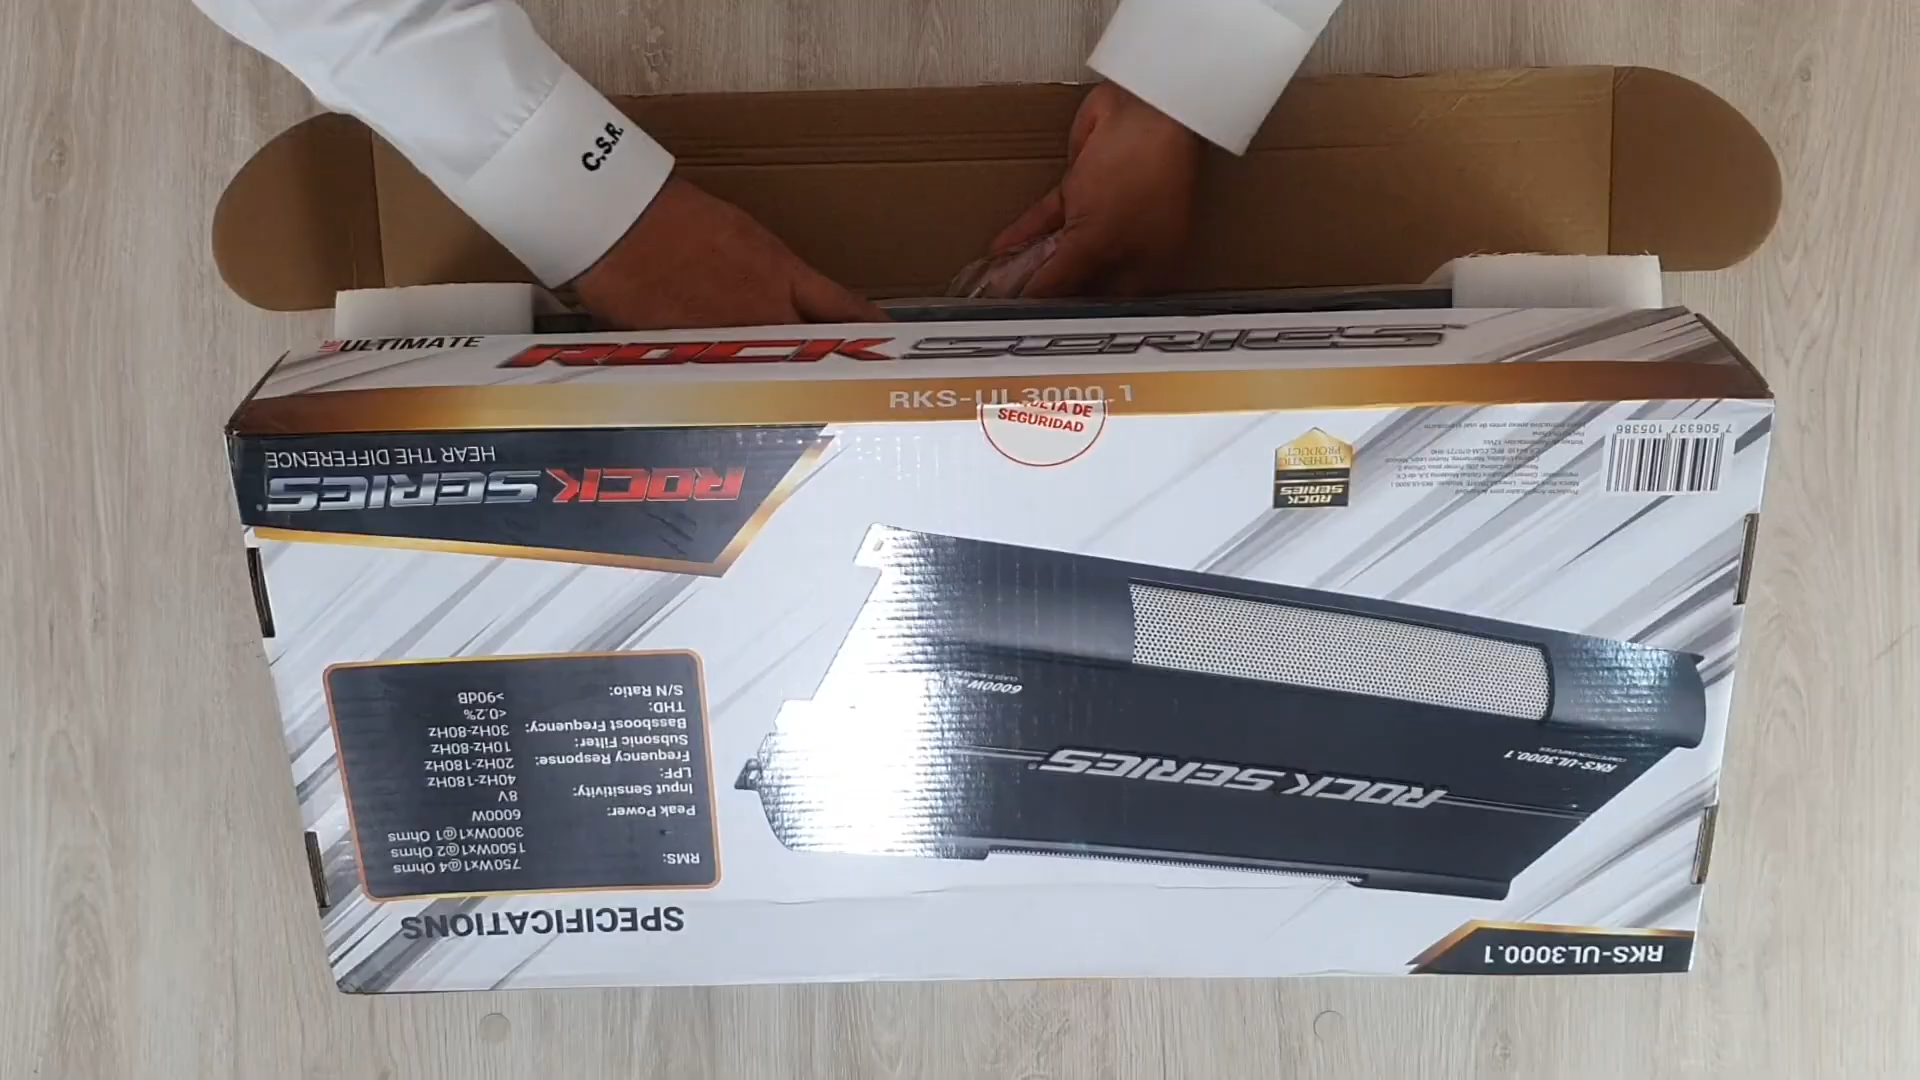 C.S.R.
ULTIMATE
ROCK SERIES
RKS-UL3000.1
SEGURIDAD
ROCK SERIES
HEAR THE DIFFERENCE
ROCK
SERIES
AUTHENTIC
PRODUCT
7 506337 105386
ROCK SERIES
RKS-UL3000.1
6000W
RKS-UL3000.1
SPECIFICATIONS
RMS: 750Wx1@4 Ohms
1500Wx1@2 Ohms
3000Wx1@1 Ohms
Peak Power: 6000W
Input Sensitivity: 8V
LPF: 40Hz-180Hz
Frequency Response: 20Hz-180Hz
Subsonic Filter: 10Hz-80Hz
Bassboost Frequency: 30Hz-80Hz
THD: <0.2%
S/N Ratio: >90dB